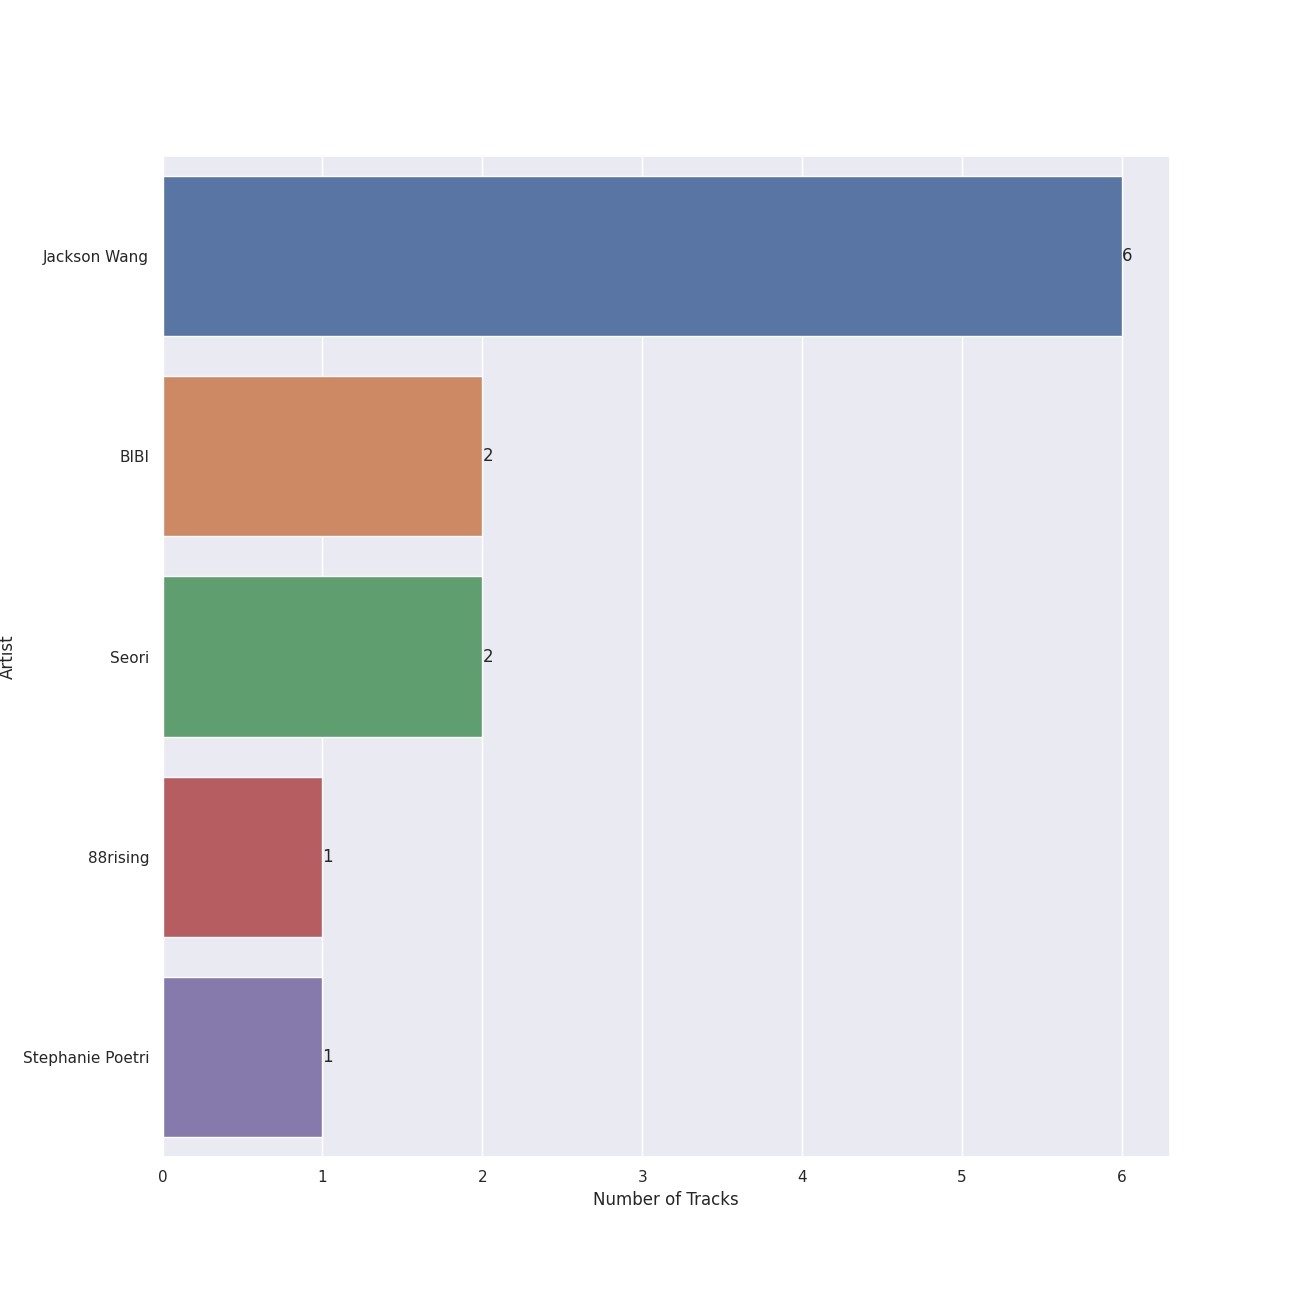 Jackson Wang
6
BIBI
2
Seori
2
Artist
88rising
1
Stephanie Poetri
1
0 1 2 3 4 5 6
Number of Tracks